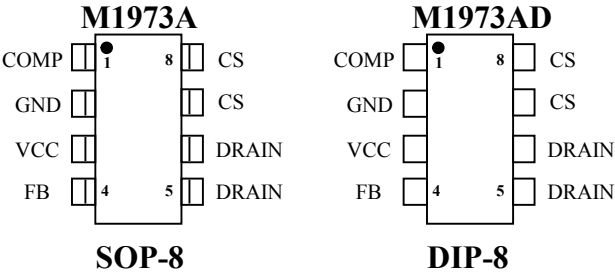 M1973A M1973AD
COMP 1 8 CS COMP 1 8 CS
GND CS GND CS
VCC DRAIN VCC DRAIN
FB 4 5 DRAIN FB 4 5 DRAIN
SOP-8 DIP-8